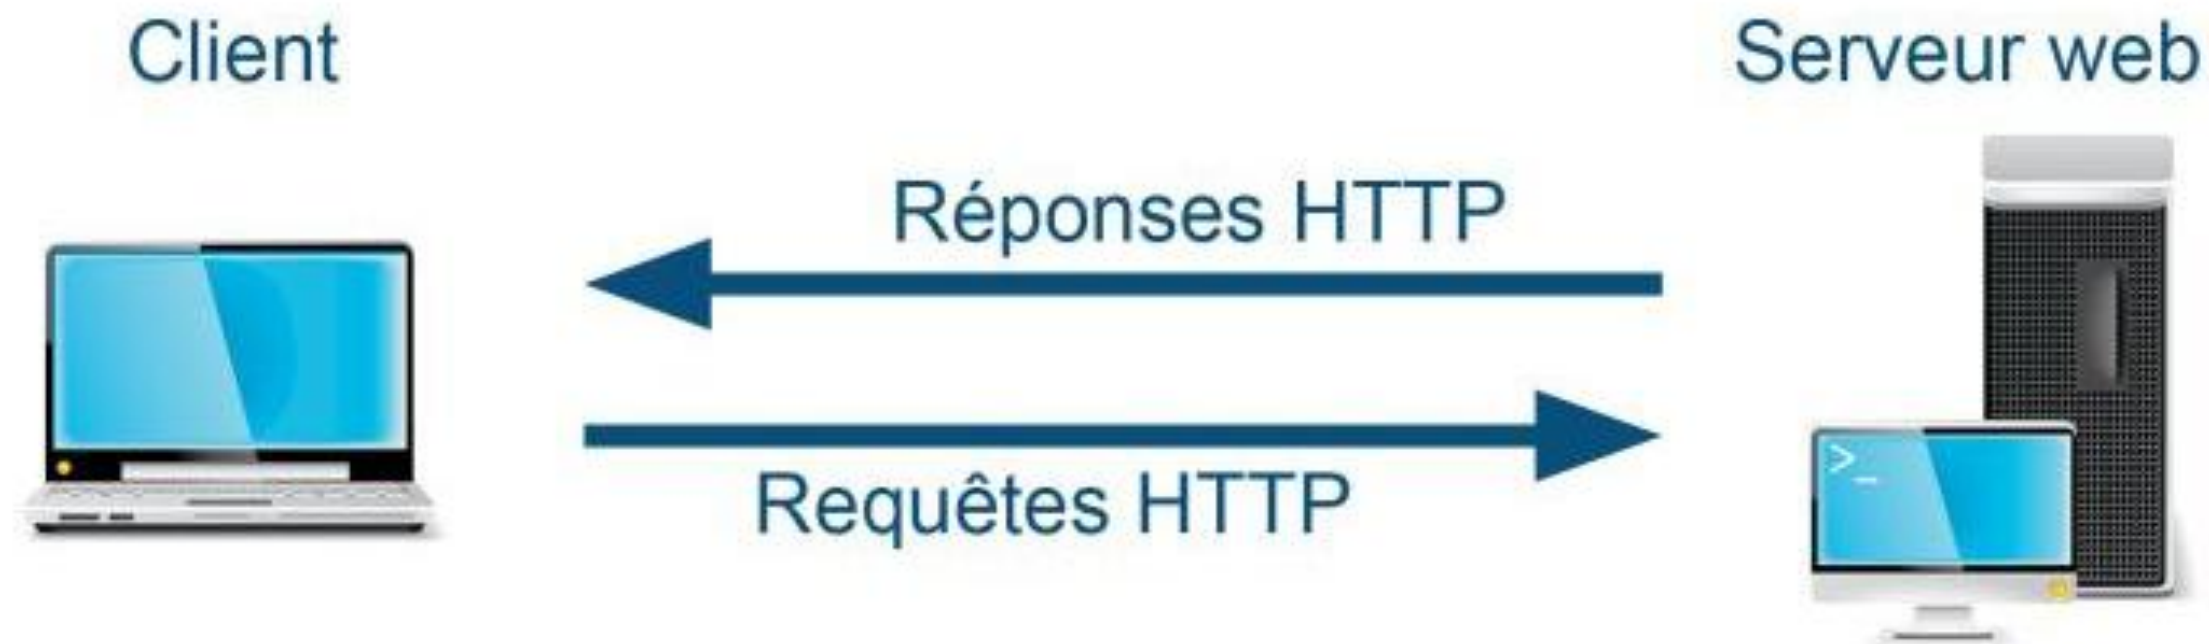 Client
Serveur web
Réponses HTTP
Requêtes HTTP
>_